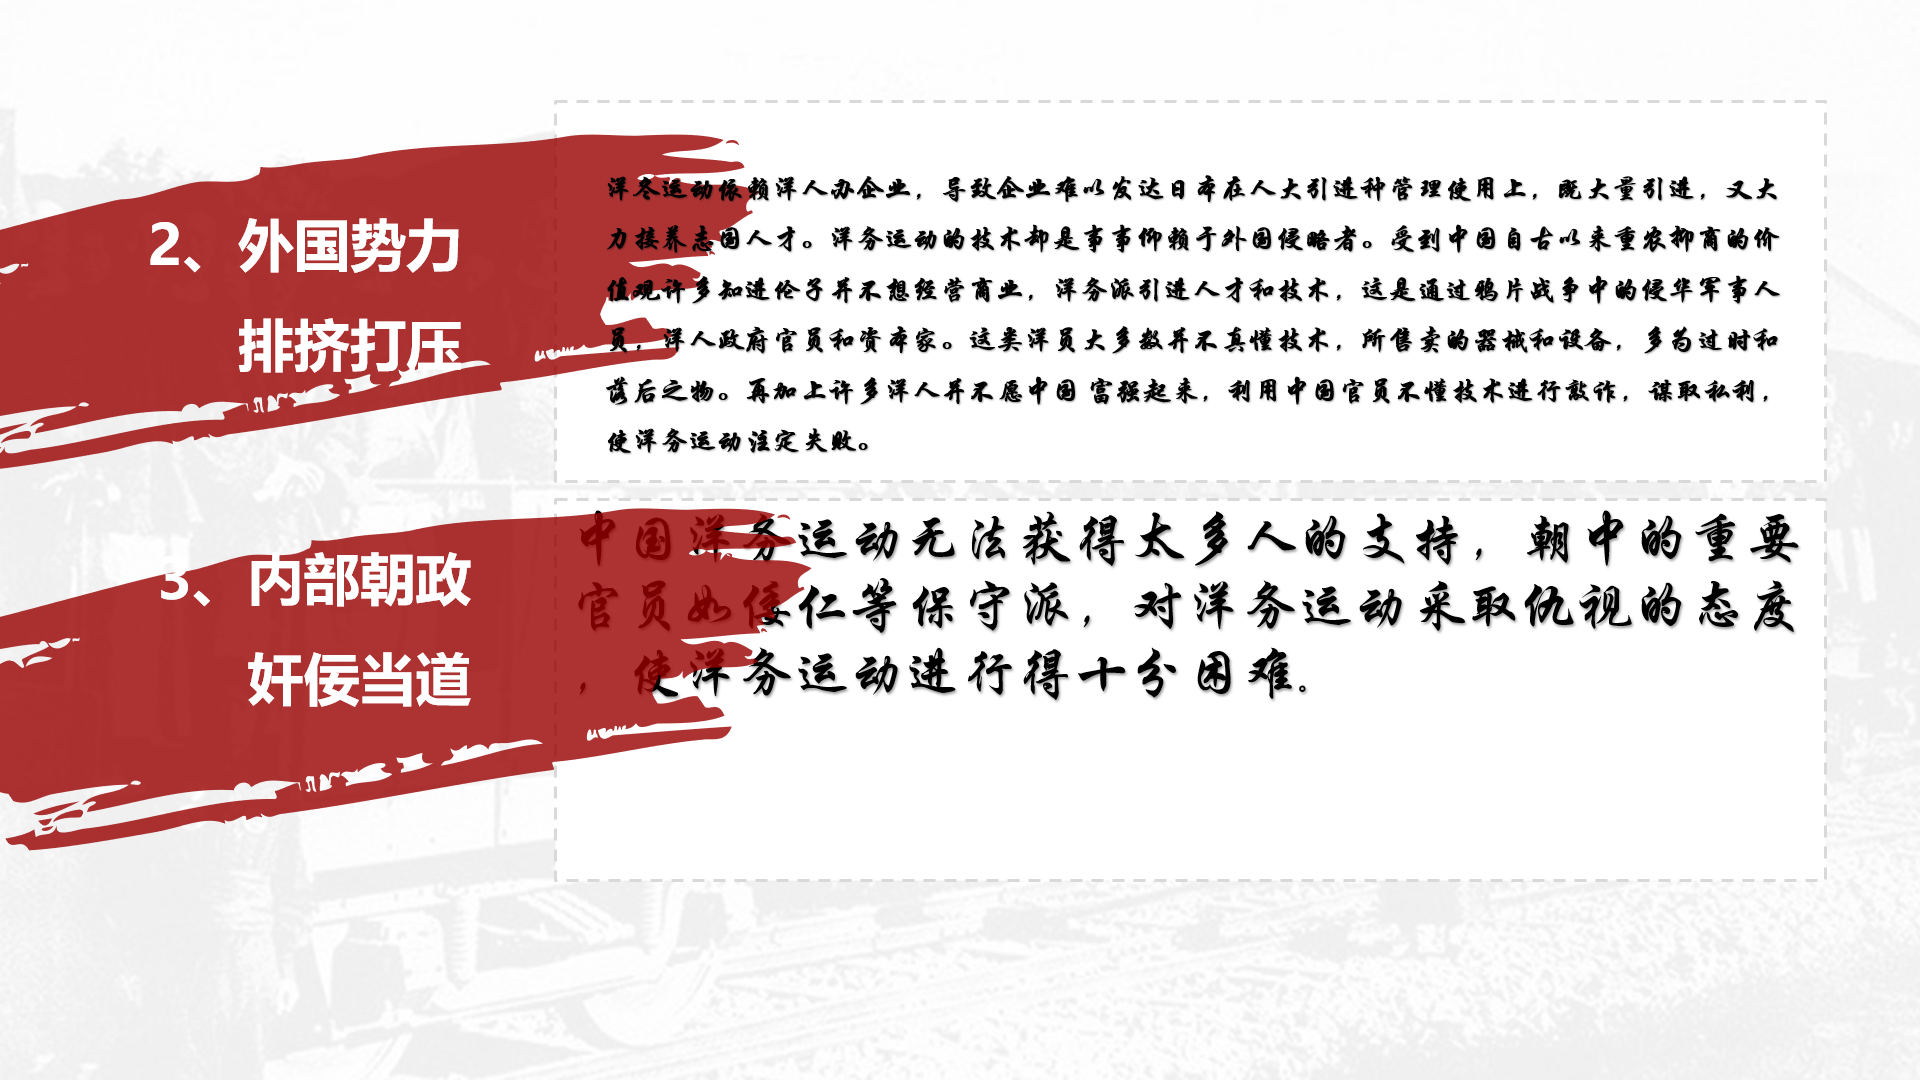 2、外国势力
排挤打压
洋务运动依赖洋人办企业，导致企业难以发达日本在人大引进种管理使用上，既大量引进，又大
力接养志国人才。洋务运动的技术却是事事仰赖于外国侵略者。受到中国自古以来重农抑商的价
值观许多知进伦子并不想经营商业，洋务派引进人才和技术，这是通过鸦片战争中的侵华军事人
员，洋人政府官员和资本家。这类洋员大多数并不真懂技术，所售卖的器械和设备，多为过时和
落后之物。再加上许多洋人并不愿中国 富强起来，利用中国官员不懂技术进行敲诈，谋取私利，
使洋务运动注定失败。
3、内部朝政
奸佞当道
中国洋务运动无法获得太多人的支持，朝中的重要
官员如倭仁等保守派，对洋务运动采取仇视的态度
，使洋务运动进行得十分困难。